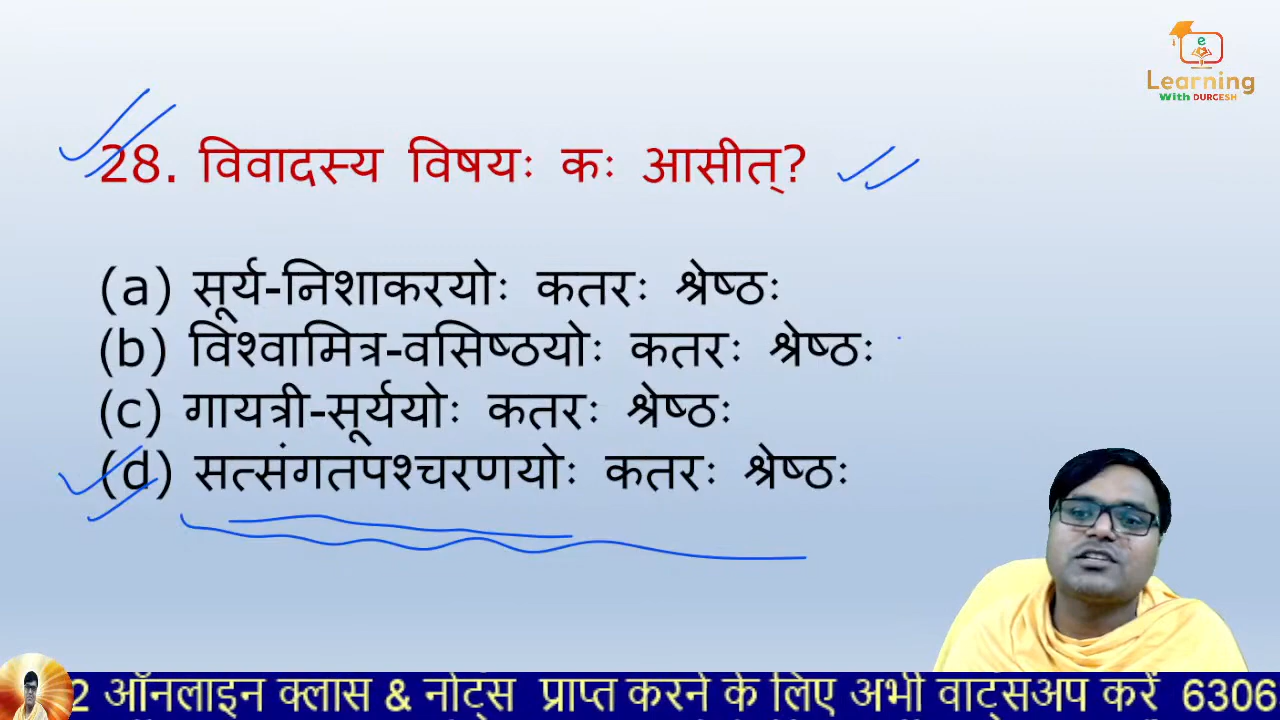 e
Learning
With DURGESH
28. विवादस्य विषयः कः आसीत्?
(a) सूर्य-निशाकरयोः कतरः श्रेष्ठः
(b) विश्वामित्र-वसिष्ठयोः कतरः श्रेष्ठः
(c) गायत्री-सूर्ययोः कतरः श्रेष्ठः
(d) सत्संगतपश्चरणयोः कतरः श्रेष्ठः
2 ऑनलाइन क्लास & नोट्स प्राप्त करने के लिए अभी वाट्सअप करें 6306